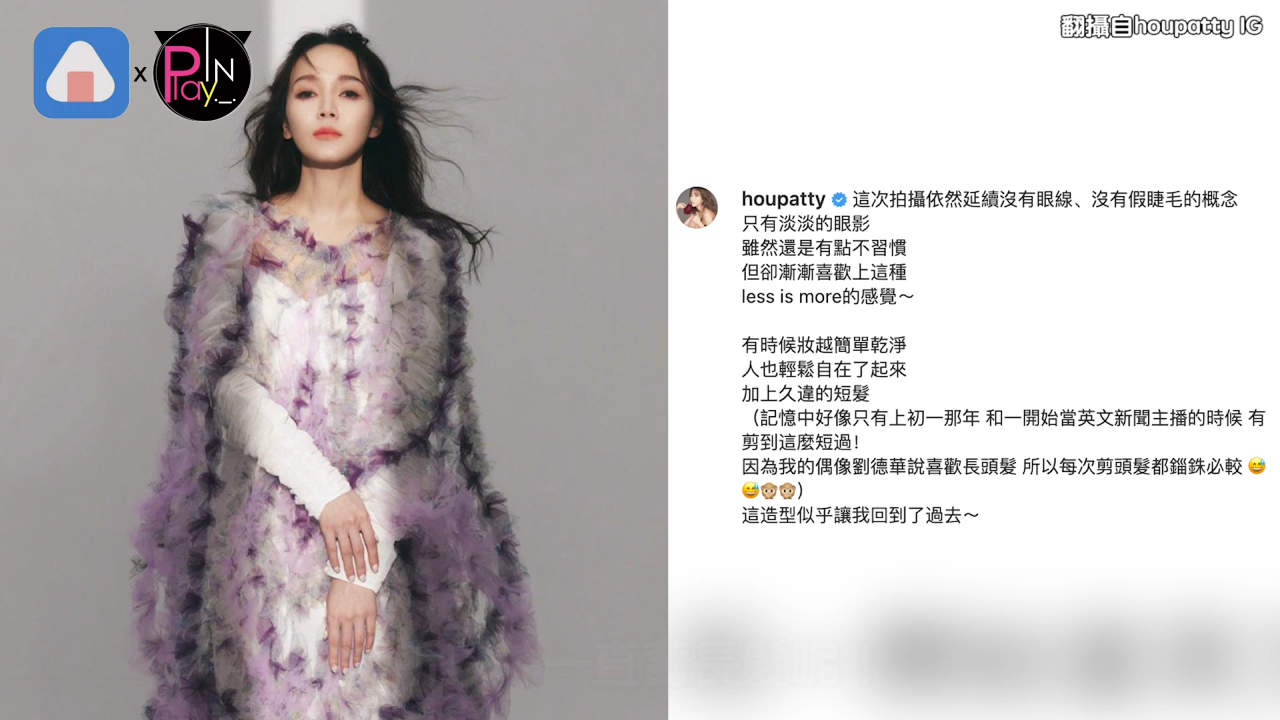 x
Play IN
翻攝自houpatty IG
houpatty 這次拍攝依然延續沒有眼線、沒有假睫毛的概念
只有淡淡的眼影
雖然還是有點不習慣
但卻漸漸喜歡上這種
less is more的感覺～
有時候妝越簡單乾淨
人也輕鬆自在了起來
加上久違的短髮
（記憶中好像只有上初一那年 和一開始當英文新聞主播的時候 有
剪到這麼短過！
因為我的偶像劉德華說喜歡長頭髮 所以每次剪頭髮都錙銖必較 😅
😅🙊🙊）
這造型似乎讓我回到了過去～